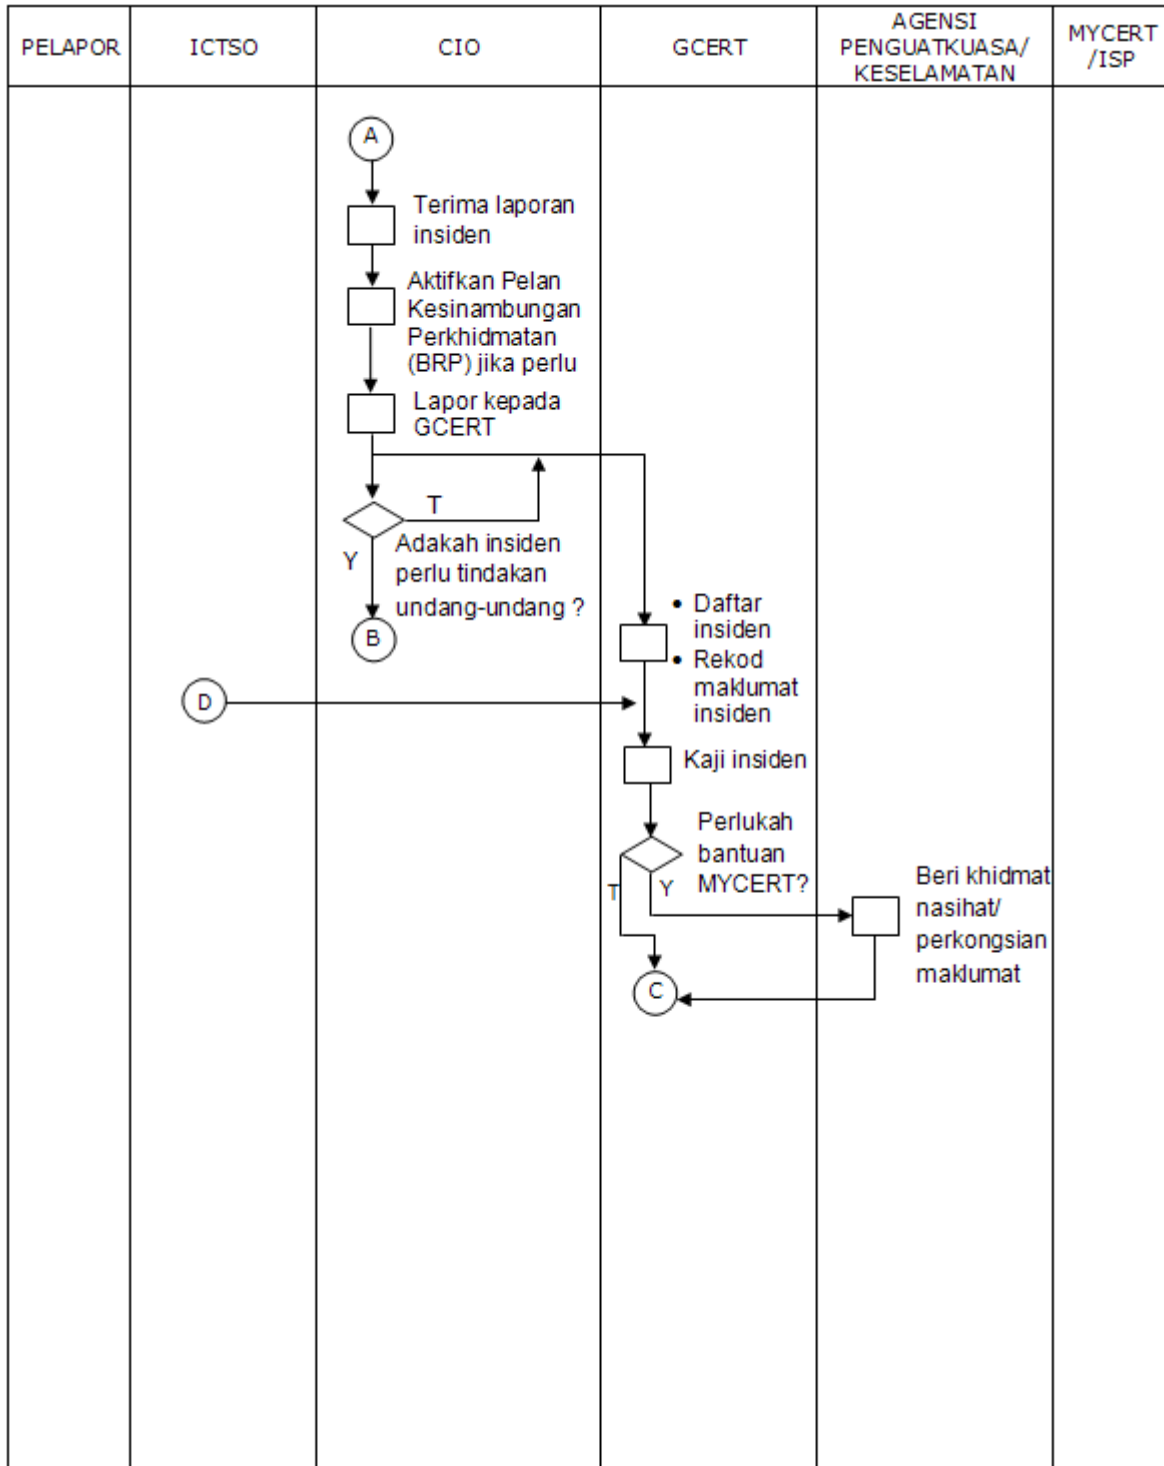 PELAPOR
ICTSO
CIO
GCERT
AGENSI
PENGUATKUASA/
KESELAMATAN
MYCERT
/ISP
A
Terima laporan
insiden
Aktifkan Pelan
Kesinambungan
Perkhidmatan
(BRP) jika perlu
Lapor kepada
GCERT
T
Adakah insiden
perlu tindakan
undang-undang ?
Y
B
• Daftar
insiden
• Rekod
maklumat
insiden
D
Kaji insiden
Perlukah
bantuan
MYCERT?
T
Y
Beri khidmat
nasihat/
perkongsian
maklumat
C